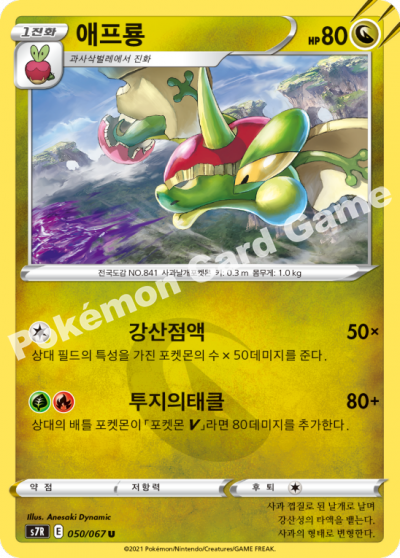 1진화
애프룡
HP 80
과사삭벌레에서 진화
전국도감 NO.841 사과날개포켓몬 키: 0.3 m 몸무게: 1.0 kg
강산점액 50×
상대 필드의 특성을 가진 포켓몬의 수 × 50데미지를 준다.
투지의태클 80+
상대의 배틀 포켓몬이 「포켓몬 V」라면 80데미지를 추가한다.
약점 저항력 후퇴
Illus. Anesaki Dynamic
s7R E 050/067 U
사과 껍질로 된 날개로 날며
강산성의 타액을 뱉는다.
사과의 형태로 변형한다.
©2021 Pokémon/Nintendo/Creatures/GAME FREAK.
Pokémon Card Game